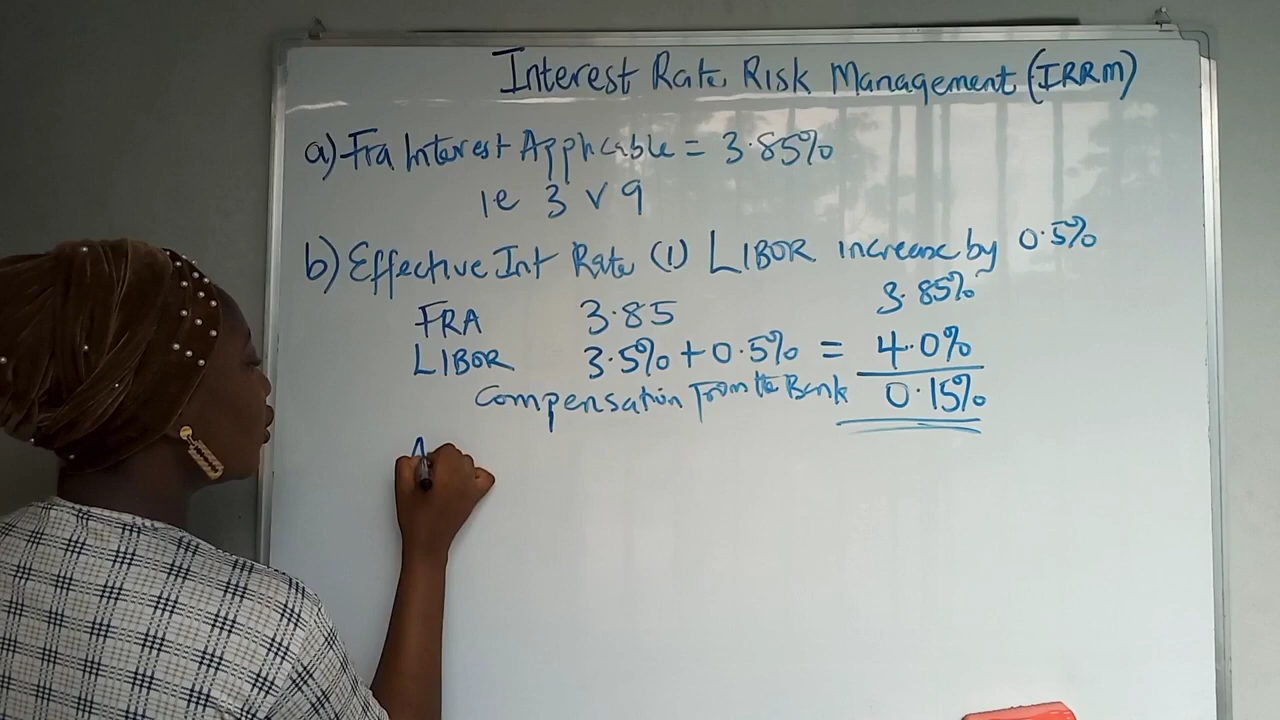 Interest Rate Risk Management (IRRM)
a) Fra Interest Applicable = 3.85%
ie 3 v 9
b) Effective Int Rate (1) LIBOR increase by 0.5%
FRA 3.85 3.85%
LIBOR 3.5% + 0.5% = 4.0%
Compensation From the Bank 0.15%